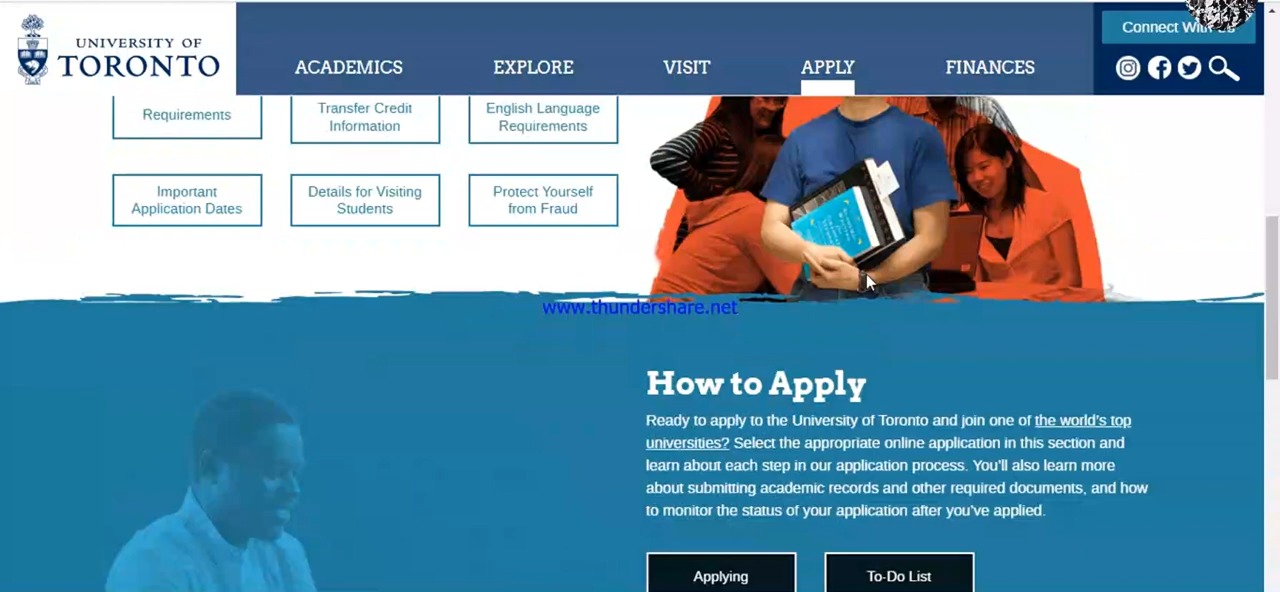 UNIVERSITY OF
TORONTO
ACADEMICS
EXPLORE
VISIT
APPLY
FINANCES
Connect With Us
Requirements
Transfer Credit
Information
English Language
Requirements
Important
Application Dates
Details for Visiting
Students
Protect Yourself
from Fraud
www.thundershare.net
How to Apply
Ready to apply to the University of Toronto and join one of the world's top
universities? Select the appropriate online application in this section and
learn about each step in our application process. You'll also learn more
about submitting academic records and other required documents, and how
to monitor the status of your application after you've applied.
Applying
To-Do List